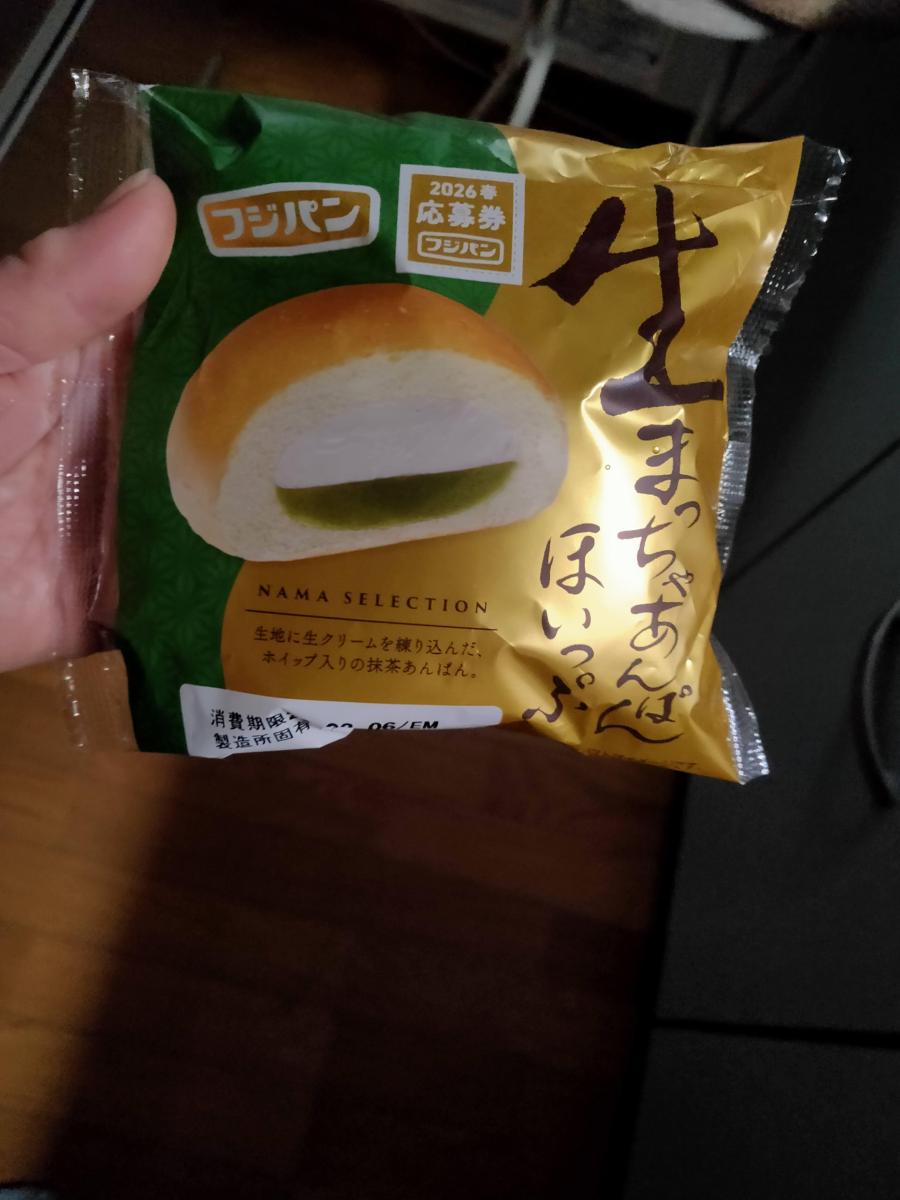 フジパン
2026春
応募券
フジパン
生まっちゃあんぱん
ほいっぷ
NAMA SELECTION
生地に生クリームを練り込んだ、
ホイップ入りの抹茶あんぱん。
消費期限
製造所固有 06/FM